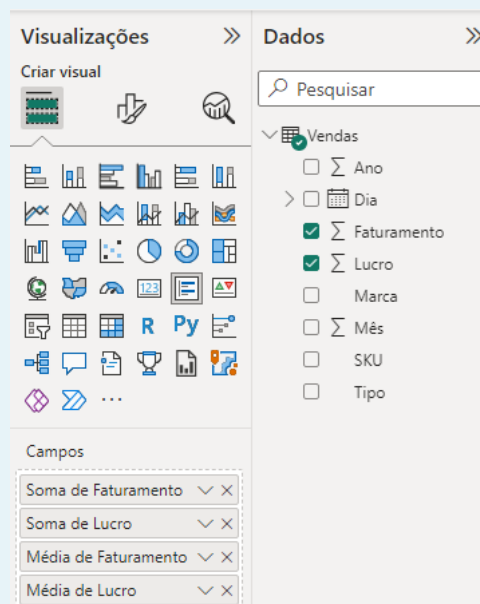 Visualizações
Criar visual
123
R
Py
Campos
Soma de Faturamento
Soma de Lucro
Média de Faturamento
Média de Lucro
Dados
Pesquisar
Vendas
∑ Ano
Dia
∑ Faturamento
∑ Lucro
Marca
∑ Mês
SKU
Tipo